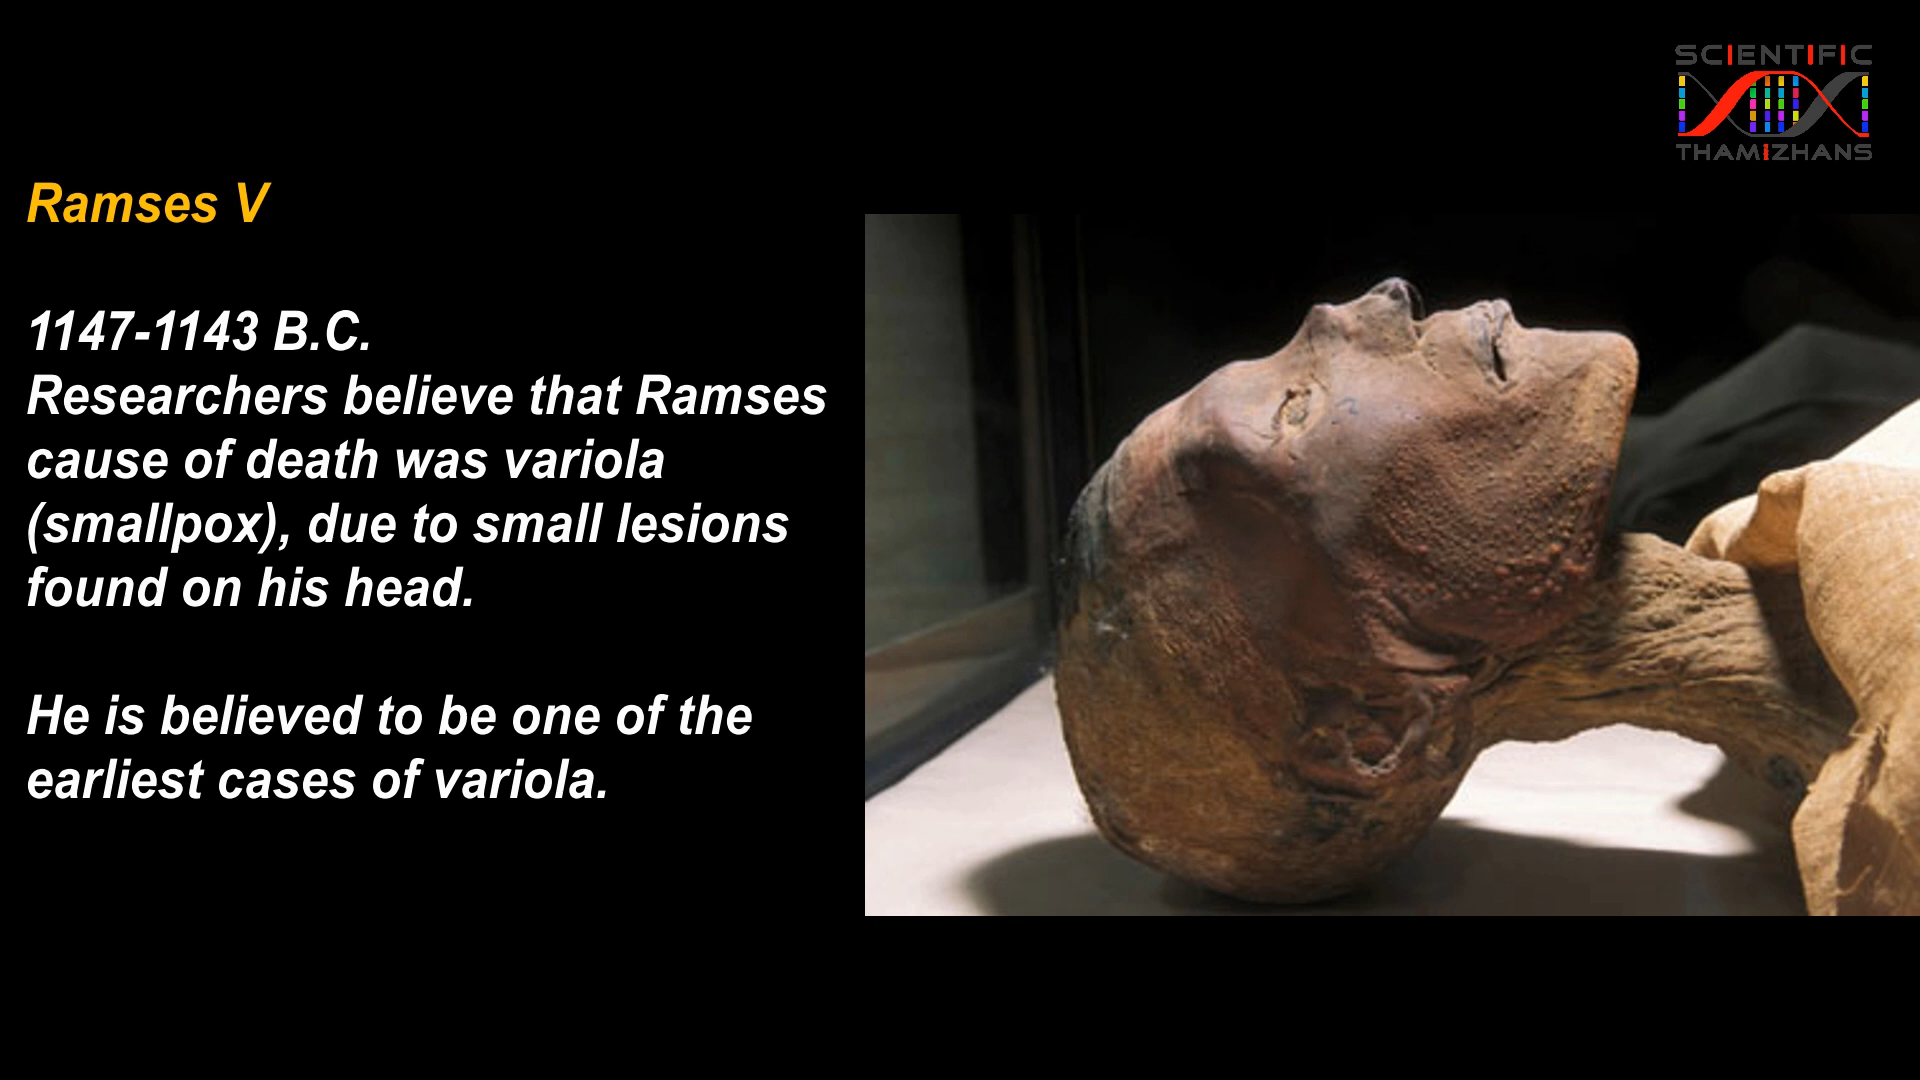 SCIENTIFIC
THAMIZHANS
Ramses V
1147-1143 B.C.
Researchers believe that Ramses
cause of death was variola
(smallpox), due to small lesions
found on his head.
He is believed to be one of the
earliest cases of variola.